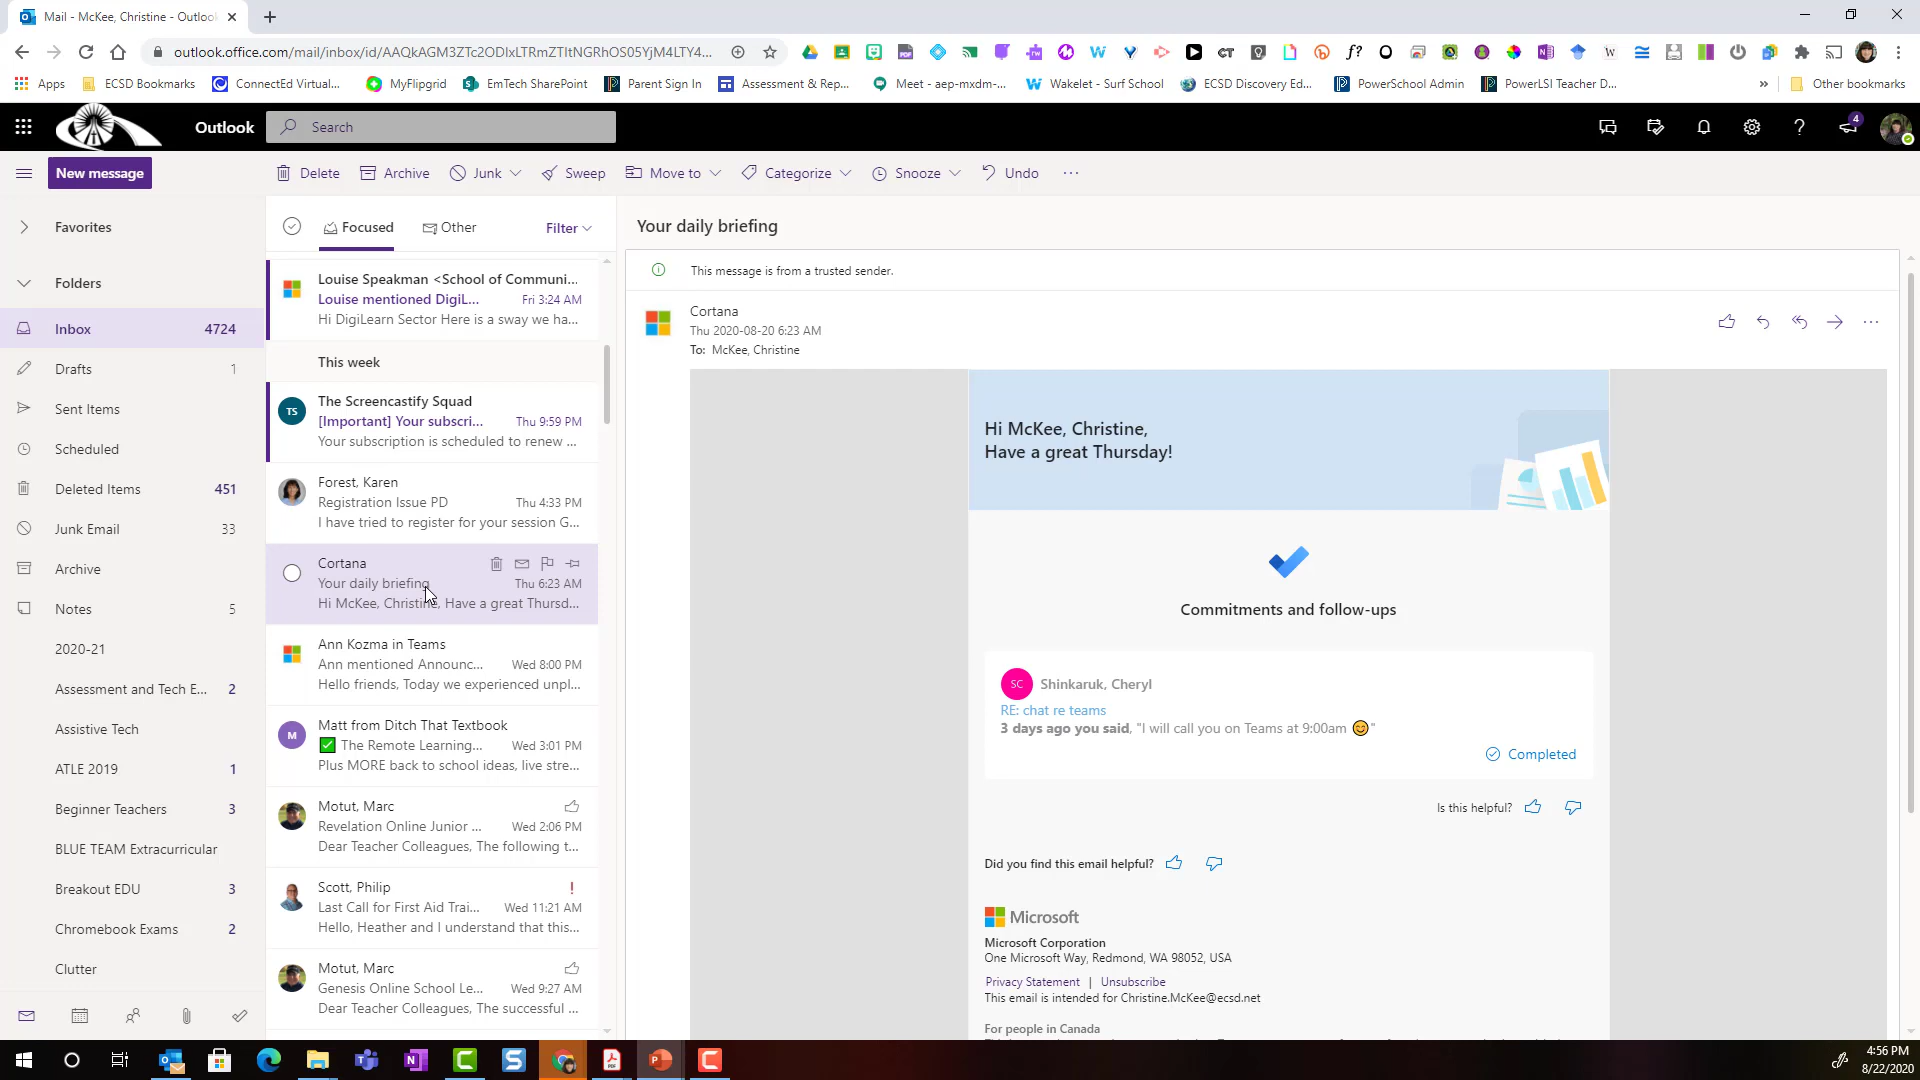 Mail - McKee, Christine - Outlook
outlook.office.com/mail/inbox/id/AAQkAGM3ZTc2ODIxLTRmZTItNGRhOS05YjM4LTY4...
Apps
ECSD Bookmarks
ConnectEd Virtual...
MyFlipgrid
EmTech SharePoint
Parent Sign In
Assessment & Rep...
Meet - aep-mxdm-...
Wakelet - Surf School
ECSD Discovery Ed...
PowerSchool Admin
PowerLSI Teacher D...
»
Other bookmarks
Outlook
Search
4
New message
Delete
Archive
Junk
Sweep
Move to
Categorize
Snooze
Undo
...
Favorites
Folders
Inbox 4724
Drafts 1
Sent Items
Scheduled
Deleted Items 451
Junk Email 33
Archive
Notes 5
2020-21
Assessment and Tech E... 2
Assistive Tech
ATLE 2019 1
Beginner Teachers 3
BLUE TEAM Extracurricular
Breakout EDU 3
Chromebook Exams 2
Clutter
Focused
Other
Filter
Louise Speakman <School of Communi...
Louise mentioned DigiL... Fri 3:24 AM
Hi DigiLearn Sector Here is a sway we ha...
This week
TS
The Screencastify Squad
[Important] Your subscri... Thu 9:59 PM
Your subscription is scheduled to renew ...
Forest, Karen
Registration Issue PD Thu 4:33 PM
I have tried to register for your session G...
Cortana
Your daily briefing Thu 6:23 AM
Hi McKee, Christine, Have a great Thursd...
Ann Kozma in Teams
Ann mentioned Announc... Wed 8:00 PM
Hello friends, Today we experienced unpl...
M
Matt from Ditch That Textbook
✅ The Remote Learning... Wed 3:01 PM
Plus MORE back to school ideas, live stre...
Motut, Marc
Revelation Online Junior ... Wed 2:06 PM
Dear Teacher Colleagues, The following t...
Scott, Philip !
Last Call for First Aid Trai... Wed 11:21 AM
Hello, Heather and I understand that this...
Motut, Marc
Genesis Online School Le... Wed 9:27 AM
Dear Teacher Colleagues, The successful ...
Your daily briefing
This message is from a trusted sender.
Cortana
Thu 2020-08-20 6:23 AM
To: McKee, Christine
Hi McKee, Christine,
Have a great Thursday!
Commitments and follow-ups
SC
Shinkaruk, Cheryl
RE: chat re teams
3 days ago you said, "I will call you on Teams at 9:00am 😊"
Completed
Is this helpful?
Did you find this email helpful?
Microsoft
Microsoft Corporation
One Microsoft Way, Redmond, WA 98052, USA
Privacy Statement | Unsubscribe
This email is intended for Christine.McKee@ecsd.net
For people in Canada
4:56 PM
8/22/2020